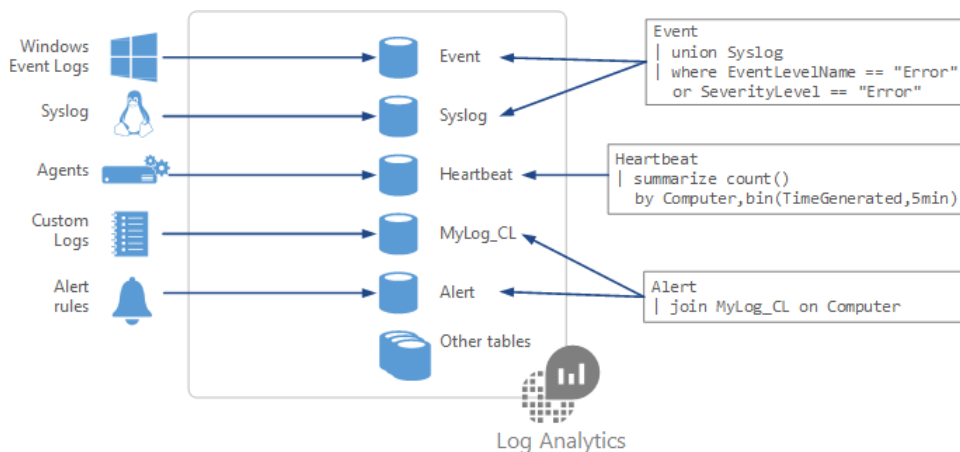 Windows
Event Logs
Event
Syslog
Syslog
Agents
Heartbeat
Custom
Logs
MyLog_CL
Alert
rules
Alert
Other tables
Log Analytics
Event
| union Syslog
| where EventLevelName == "Error"
or SeverityLevel == "Error"
Heartbeat
| summarize count()
by Computer,bin(TimeGenerated,5min)
Alert
| join MyLog_CL on Computer